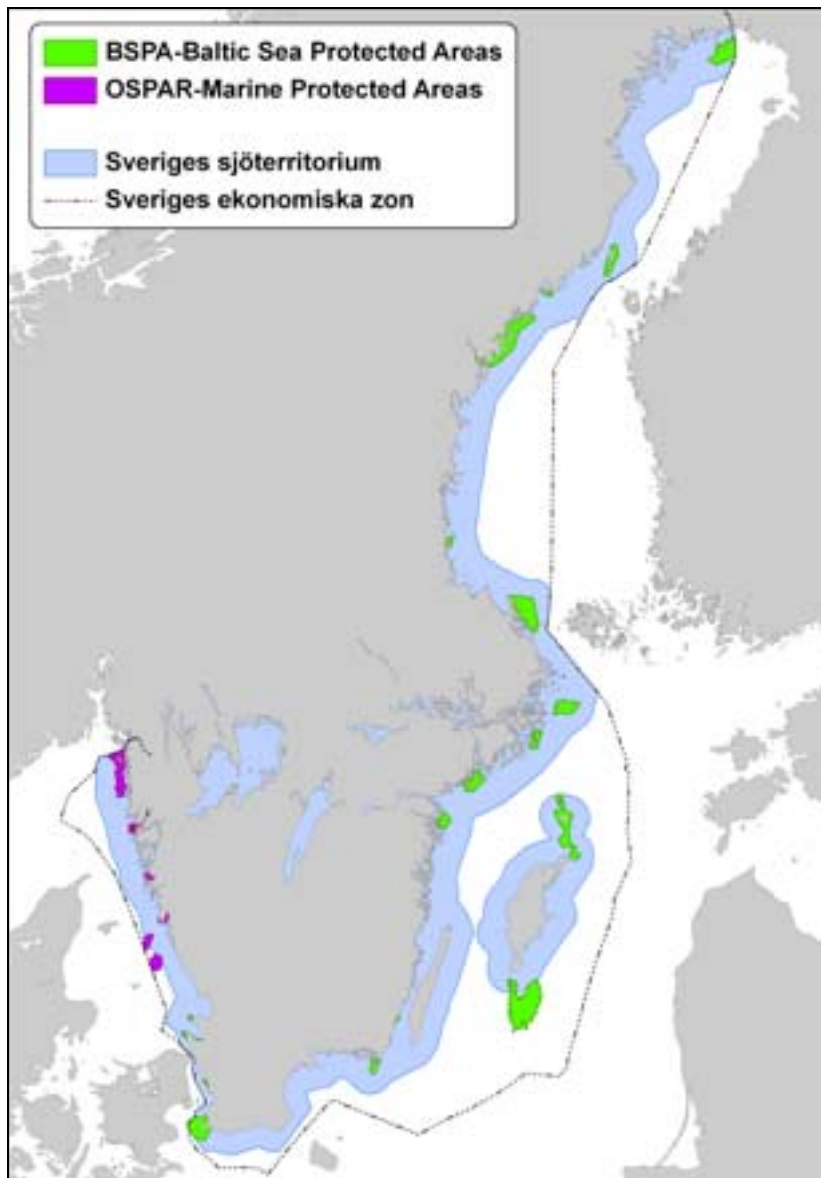 BSPA-Baltic Sea Protected Areas
OSPAR-Marine Protected Areas
Sveriges sjöterritorium
Sveriges ekonomiska zon